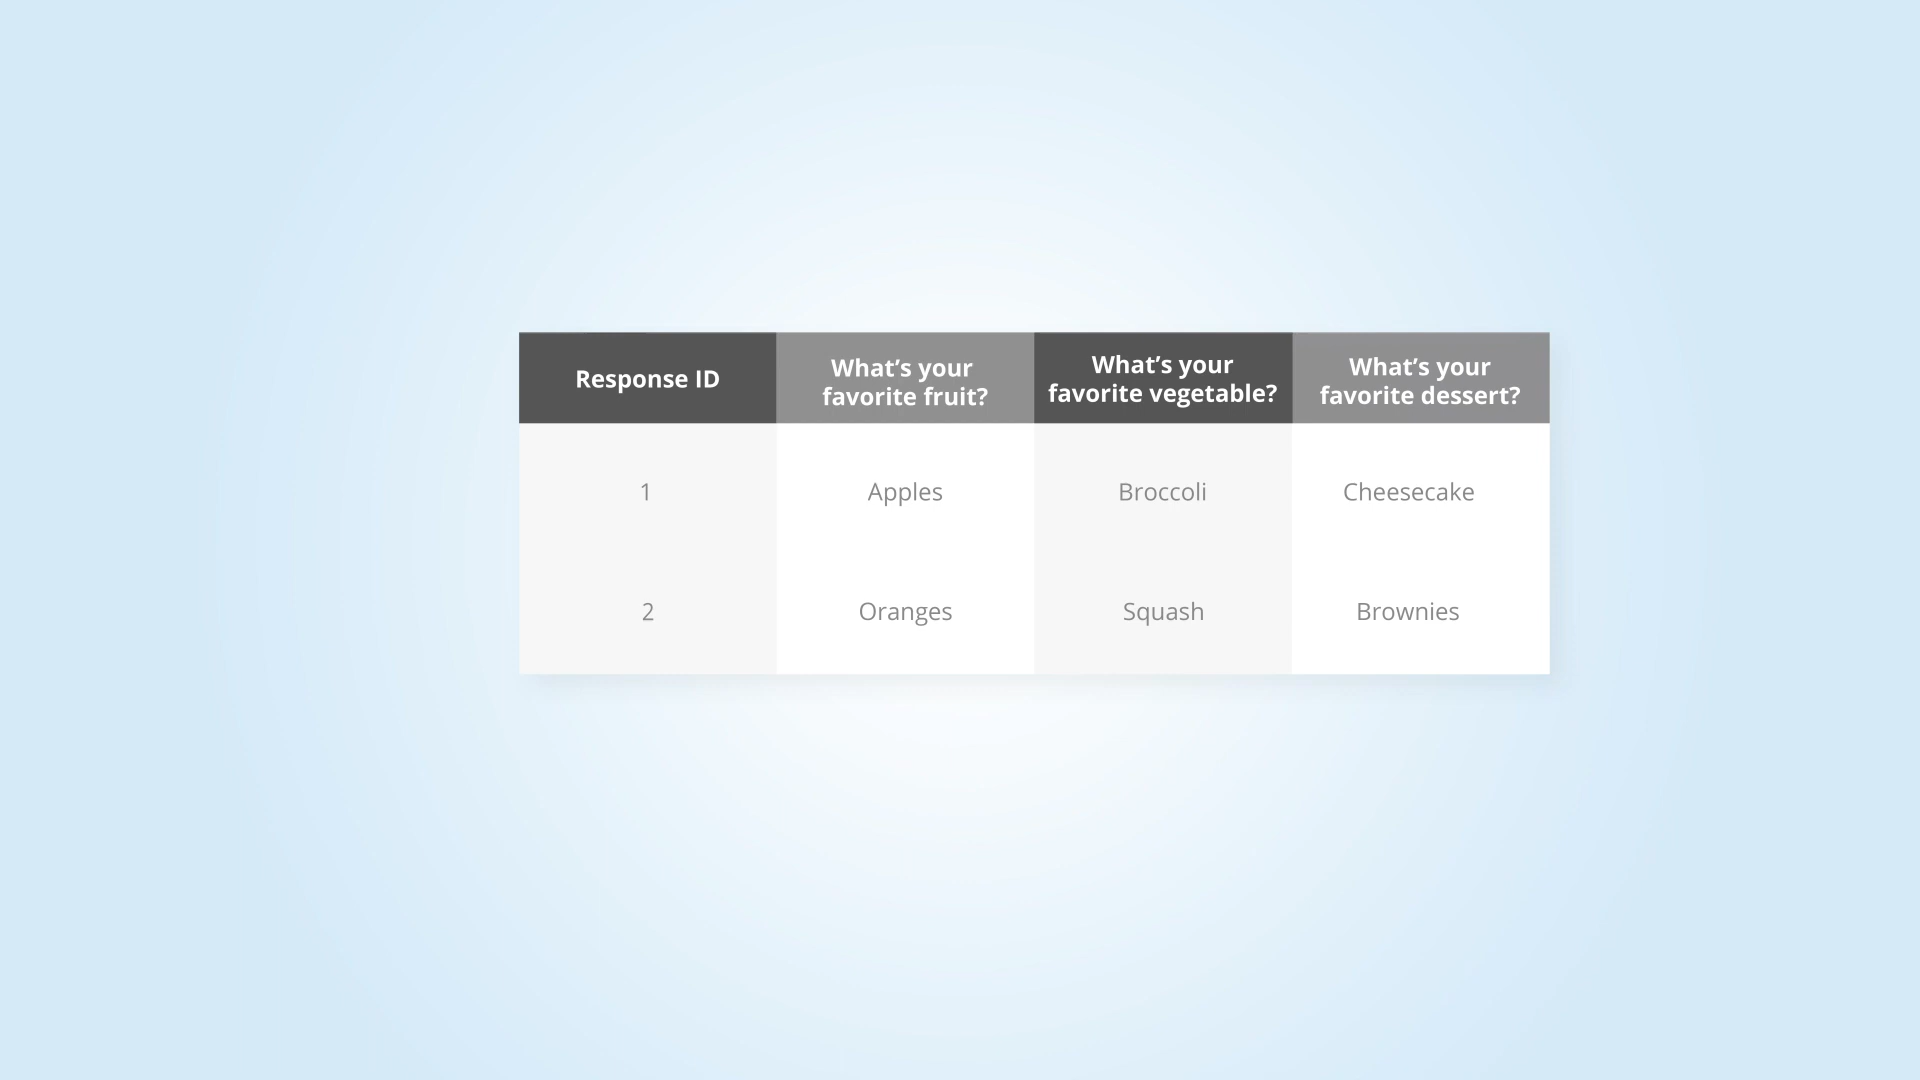 Response ID
What’s your
favorite fruit?
What’s your
favorite vegetable?
What’s your
favorite dessert?
1
Apples
Broccoli
Cheesecake
2
Oranges
Squash
Brownies